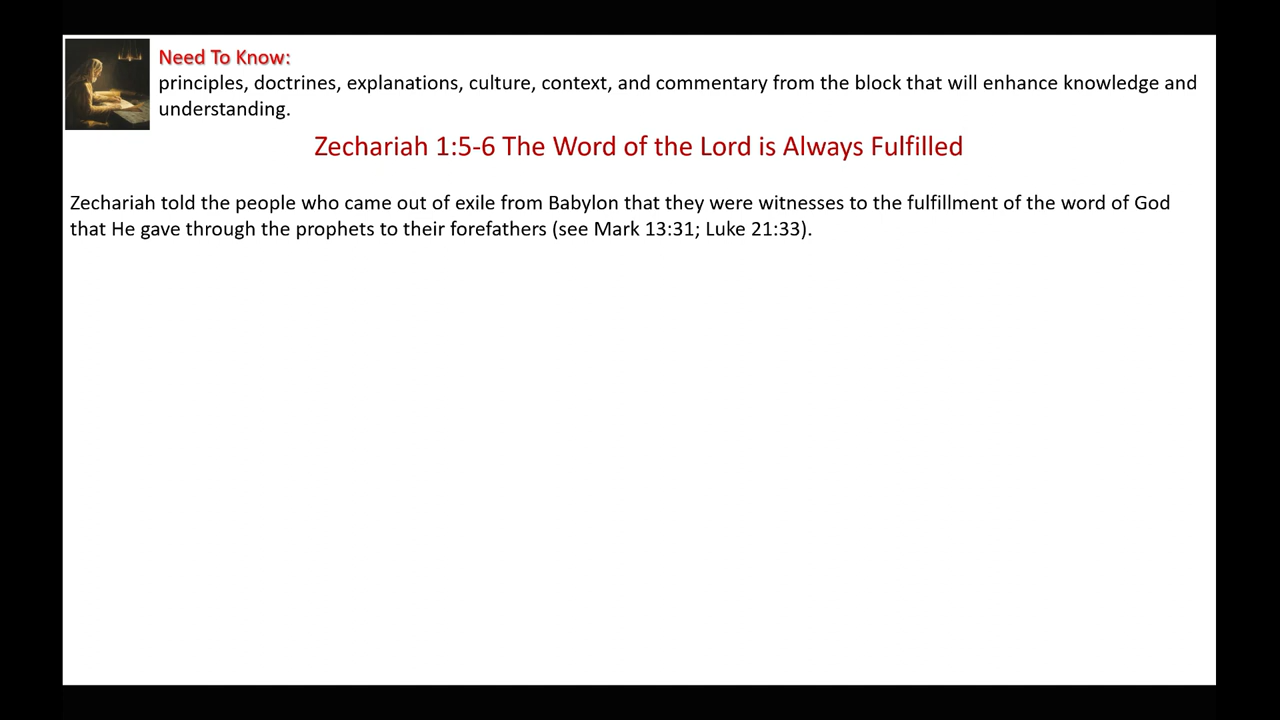 Need To Know:
principles, doctrines, explanations, culture, context, and commentary from the block that will enhance knowledge and
understanding.
Zechariah 1:5-6 The Word of the Lord is Always Fulfilled
Zechariah told the people who came out of exile from Babylon that they were witnesses to the fulfillment of the word of God
that He gave through the prophets to their forefathers (see Mark 13:31; Luke 21:33).